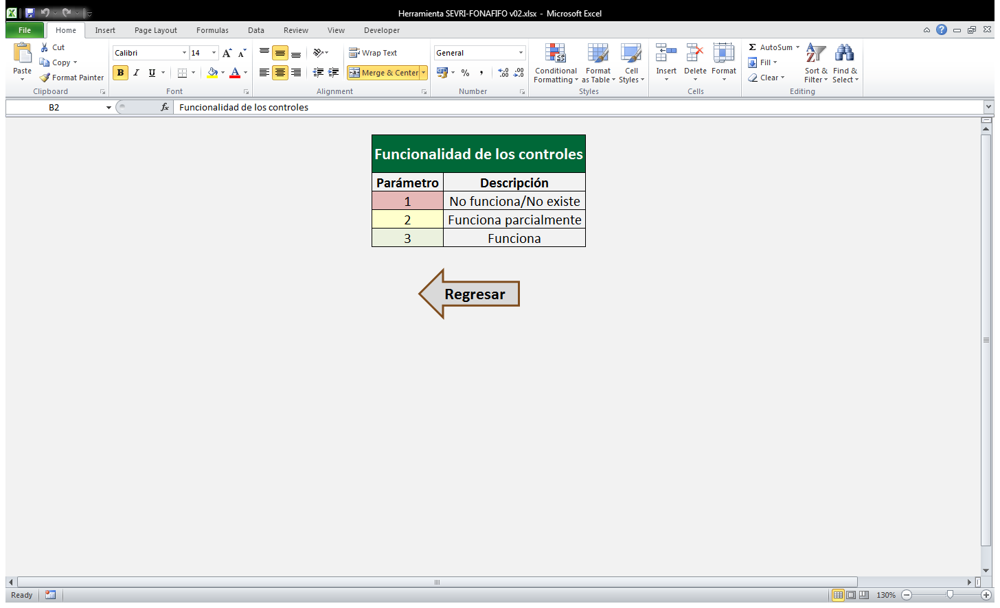 Herramienta SEVRI-FONAFIFO v02.xlsx - Microsoft Excel
File Home Insert Page Layout Formulas Data Review View Developer
Paste
Cut
Copy
Format Painter
Clipboard
Calibri 14
B I U
Font
Wrap Text
Merge & Center
Alignment
General
Number
Conditional Formatting
Format as Table
Cell Styles
Styles
Insert Delete Format
Cells
AutoSum
Fill
Clear
Sort & Filter
Find & Select
Editing
B2 fx Funcionalidad de los controles
Funcionalidad de los controles
Parámetro Descripción
1 No funciona/No existe
2 Funciona parcialmente
3 Funciona
Regresar
Ready 130%